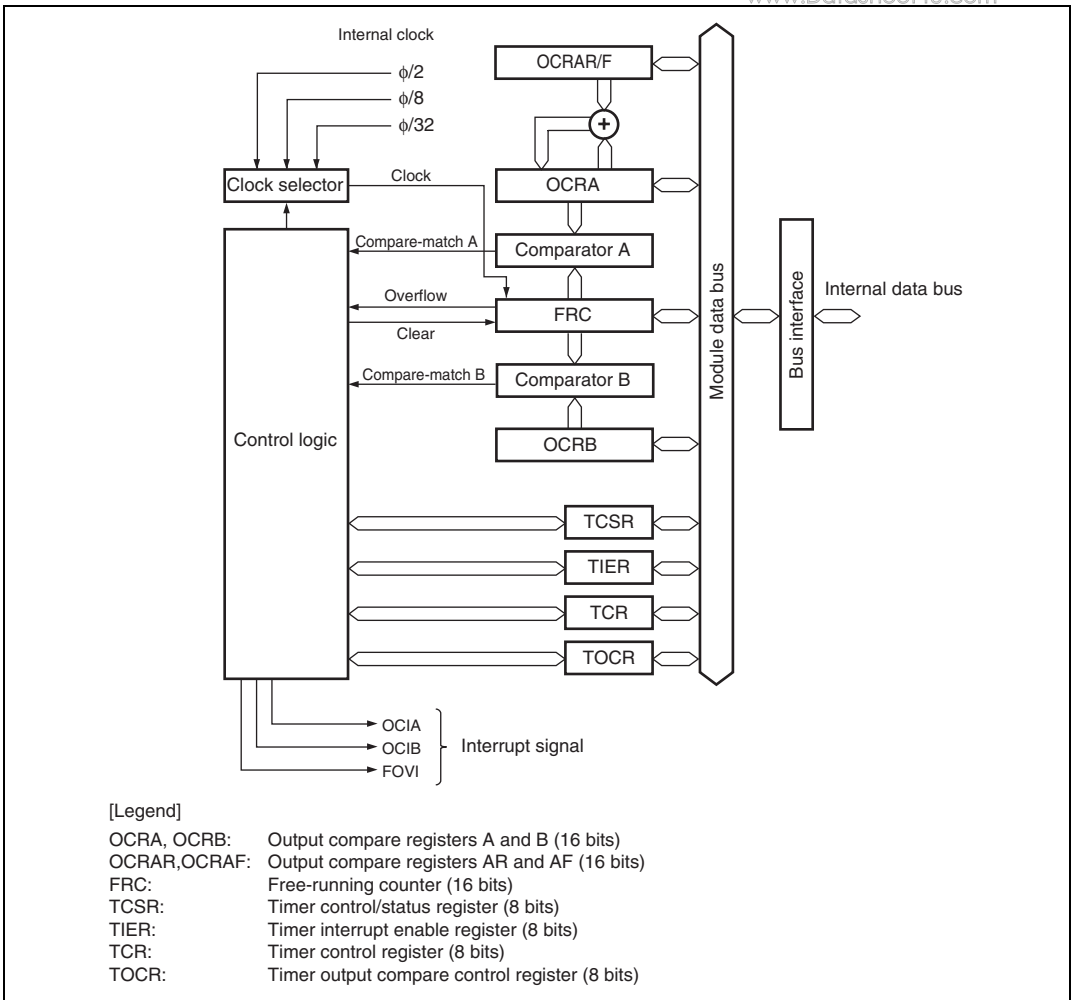 Internal clock
ϕ/2
ϕ/8
ϕ/32
OCRAR/F
+
Clock selector
Clock
OCRA
Compare-match A
Comparator A
Overflow
FRC
Clear
Compare-match B
Comparator B
Control logic
OCRB
Module data bus
Bus interface
Internal data bus
TCSR
TIER
TCR
TOCR
OCIA
OCIB
FOVI
Interrupt signal
[Legend]
OCRA, OCRB: Output compare registers A and B (16 bits)
OCRAR,OCRAF: Output compare registers AR and AF (16 bits)
FRC: Free-running counter (16 bits)
TCSR: Timer control/status register (8 bits)
TIER: Timer interrupt enable register (8 bits)
TCR: Timer control register (8 bits)
TOCR: Timer output compare control register (8 bits)